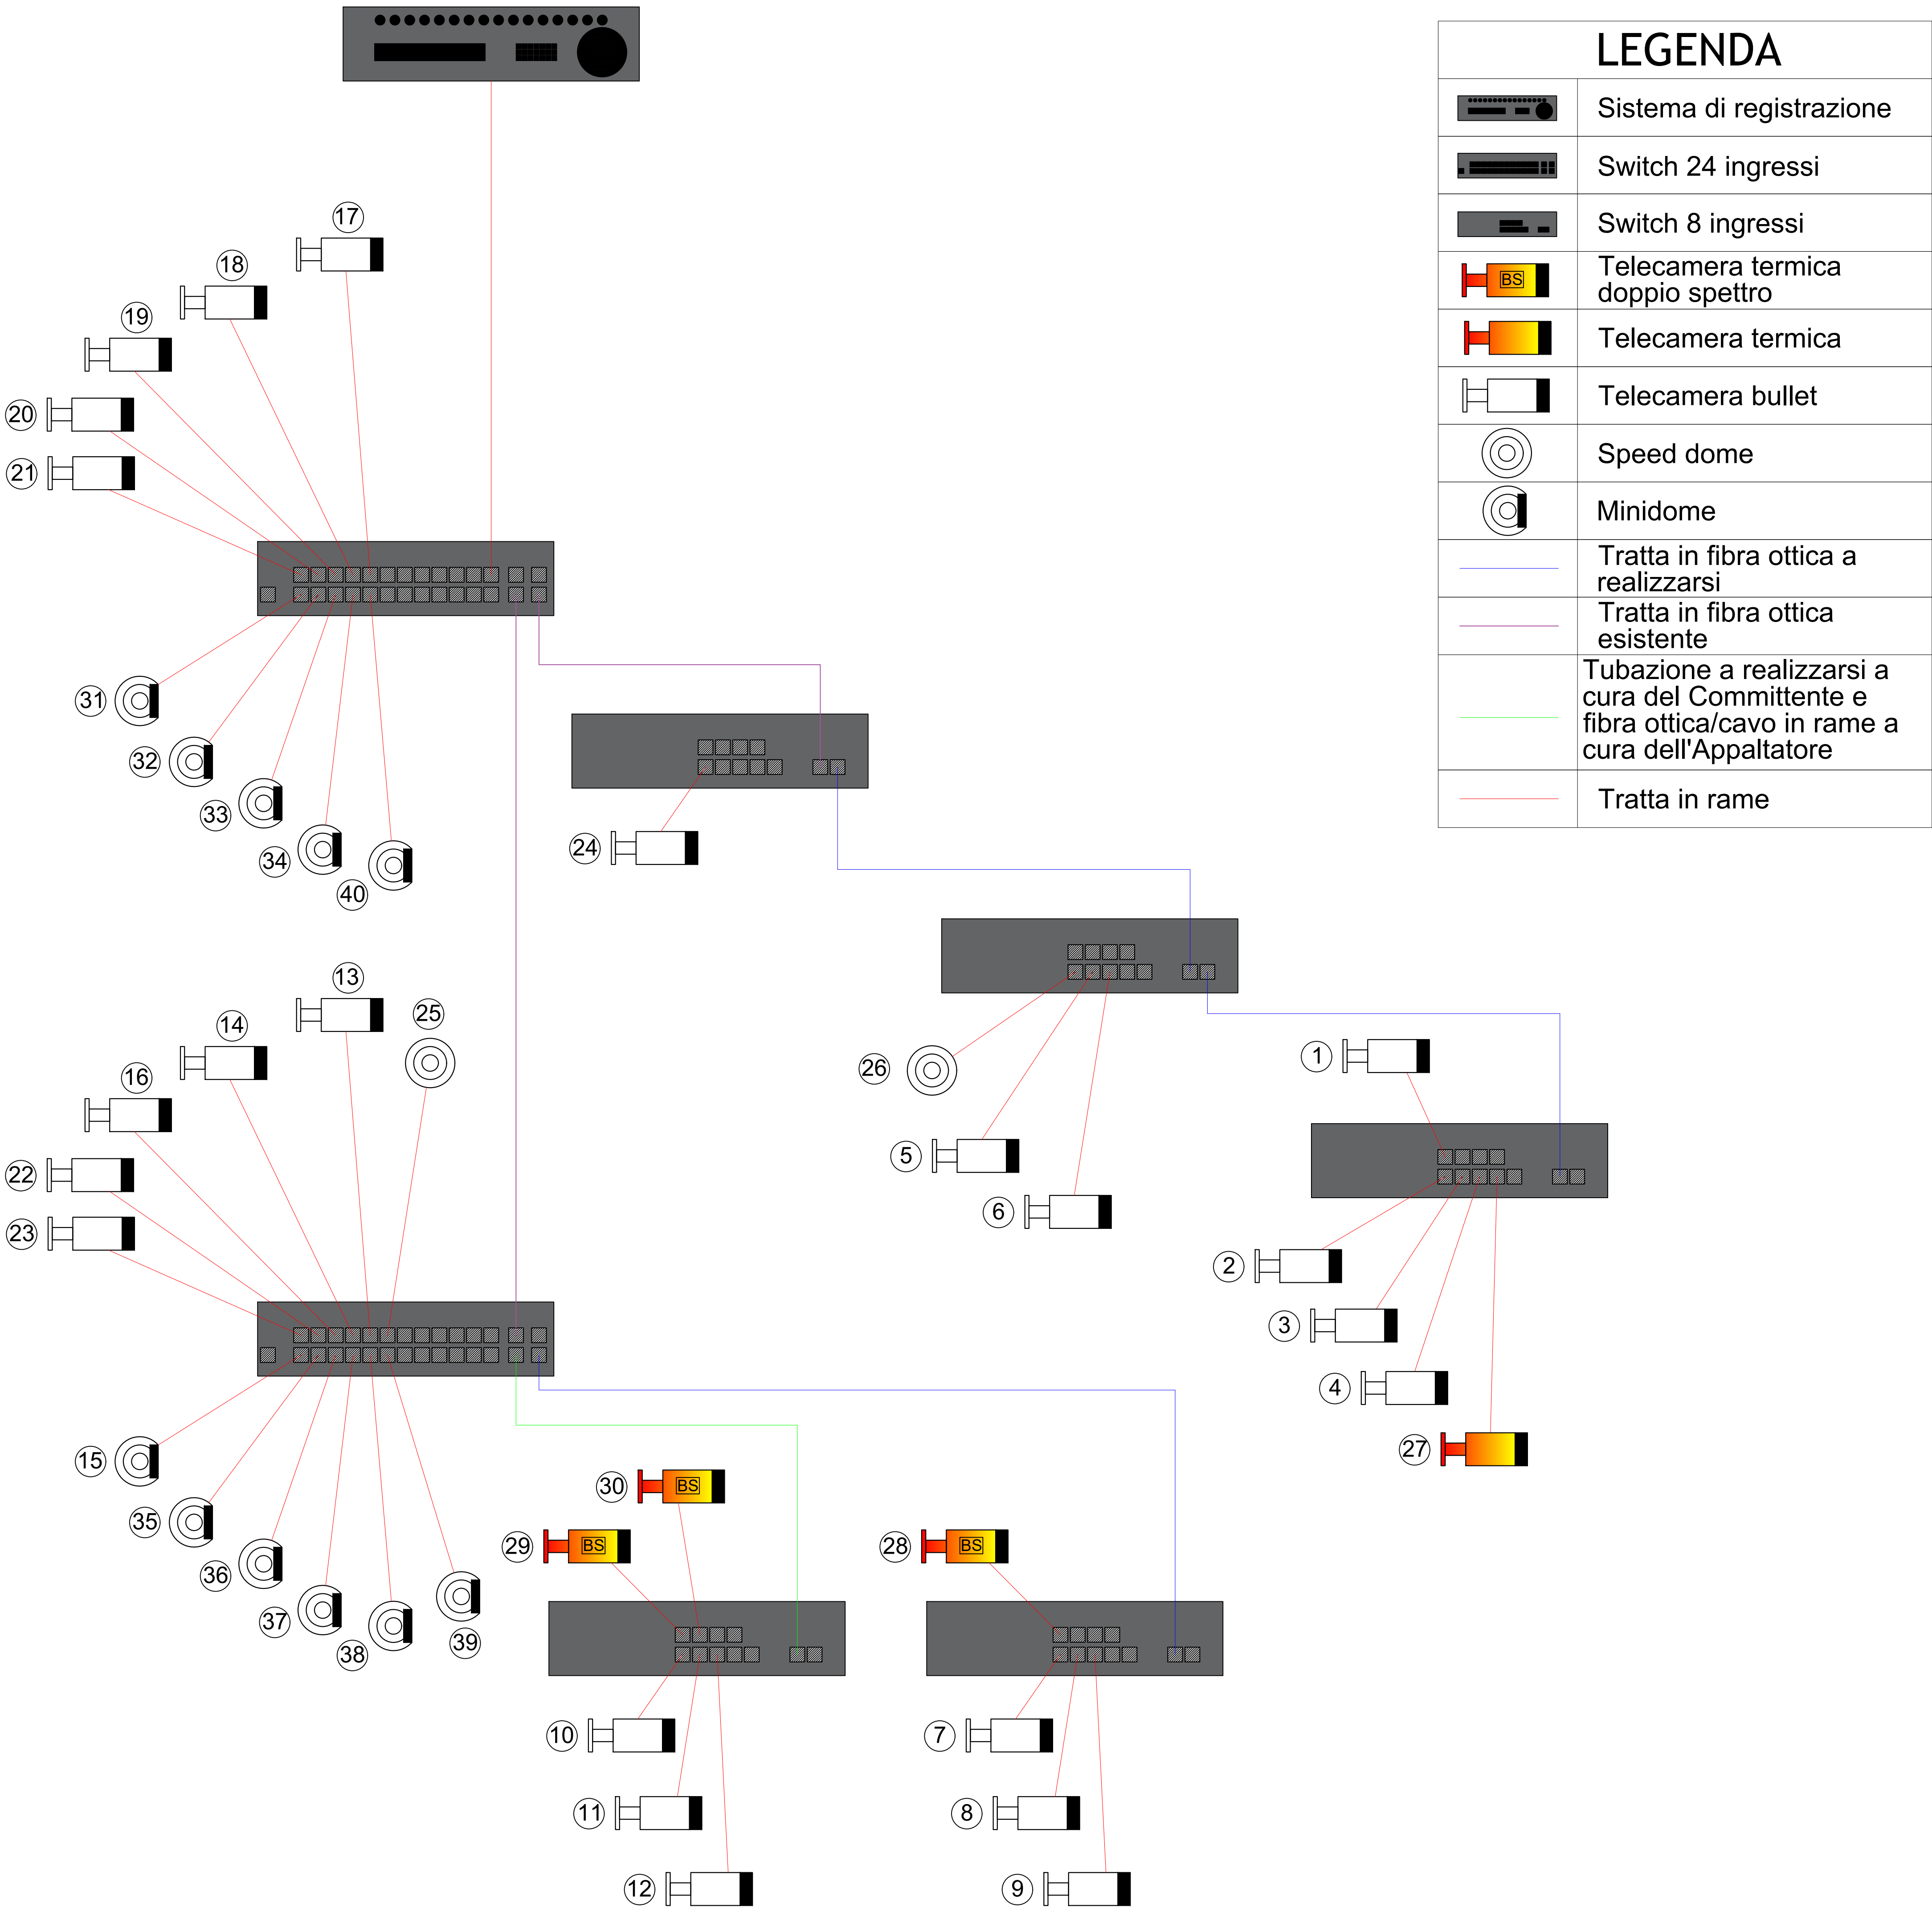 LEGENDA
Sistema di registrazione
Switch 24 ingressi
Switch 8 ingressi
BS
Telecamera termica
doppio spettro
Telecamera termica
Telecamera bullet
Speed dome
Minidome
Tratta in fibra ottica a
realizzarsi
Tratta in fibra ottica
esistente
Tubazione a realizzarsi a
cura del Committente e
fibra ottica/cavo in rame a
cura dell'Appaltatore
Tratta in rame
17
18
19
20
21
31
32
33
34
40
24
13
25
14
16
22
23
26
5
6
1
2
3
4
27
15
35
36
37
38
39
30
BS
29
BS
28
BS
10
11
12
7
8
9